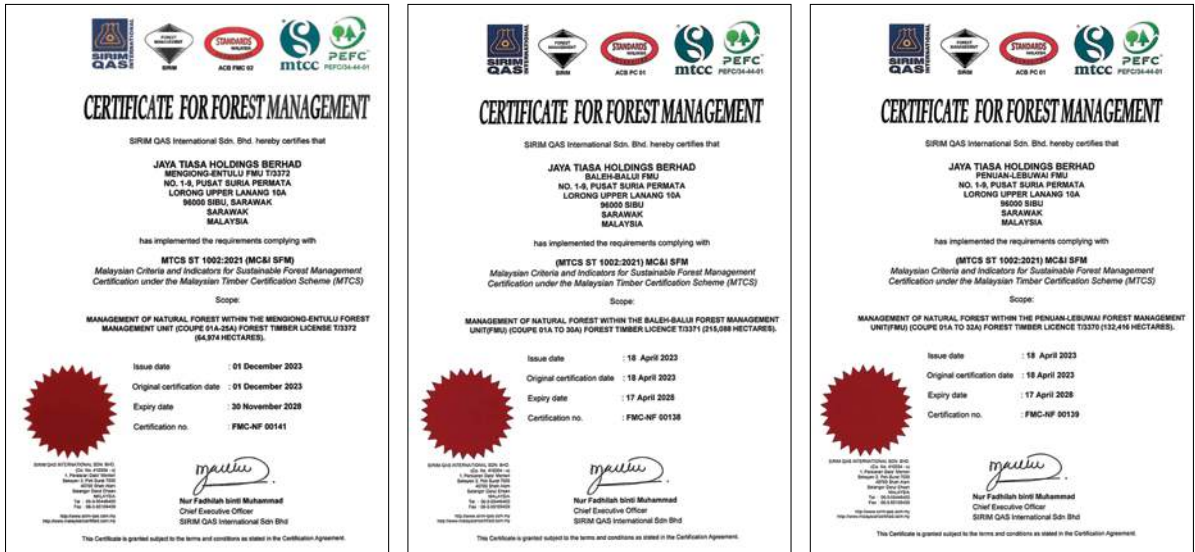 SIRIM
QAS
INTERNATIONAL
FOREST
MANAGEMENT
SIRIM
STANDARDS
MALAYSIA
ACB FMC 02
mtcc
PEFC
PEFC/34-44-01
CERTIFICATE FOR FOREST MANAGEMENT
SIRIM QAS International Sdn. Bhd. hereby certifies that
JAYA TIASA HOLDINGS BERHAD
MENGIONG-ENTULU FMU T/3372
NO. 1-9, PUSAT SURIA PERMATA
LORONG UPPER LANANG 10A
96000 SIBU, SARAWAK
SARAWAK
MALAYSIA
has implemented the requirements complying with
MTCS ST 1002:2021 (MC&I SFM)
Malaysian Criteria and Indicators for Sustainable Forest Management
Certification under the Malaysian Timber Certification Scheme (MTCS)
Scope:
MANAGEMENT OF NATURAL FOREST WITHIN THE MENGIONG-ENTULU FOREST
MANAGEMENT UNIT (COUPE 01A-25A) FOREST TIMBER LICENSE T/3372
(64,974 HECTARES).
Issue date : 01 December 2023
Original certification date : 01 December 2023
Expiry date : 30 November 2028
Certification no. : FMC-NF 00141
SIRIM QAS INTERNATIONAL SDN. BHD.
Nur Fadhilah binti Muhammad
Chief Executive Officer
SIRIM QAS International Sdn Bhd
This Certificate is granted subject to the terms and conditions as stated in the Certification Agreement.
SIRIM
QAS
INTERNATIONAL
FOREST
MANAGEMENT
SIRIM
STANDARDS
MALAYSIA
ACB PC 01
mtcc
PEFC
PEFC/34-44-01
CERTIFICATE FOR FOREST MANAGEMENT
SIRIM QAS International Sdn. Bhd. hereby certifies that
JAYA TIASA HOLDINGS BERHAD
BALEH-BALUI FMU
NO. 1-9, PUSAT SURIA PERMATA
LORONG UPPER LANANG 10A
96000 SIBU
SARAWAK
MALAYSIA
has implemented the requirements complying with
(MTCS ST 1002:2021) MC&I SFM
Malaysian Criteria and Indicators for Sustainable Forest Management
Certification under the Malaysian Timber Certification Scheme (MTCS)
Scope:
MANAGEMENT OF NATURAL FOREST WITHIN THE BALEH-BALUI FOREST MANAGEMENT
UNIT(FMU) (COUPE 01A TO 30A) FOREST TIMBER LICENCE T/3371 (215,088 HECTARES).
Issue date : 18 April 2023
Original certification date : 18 April 2023
Expiry date : 17 April 2028
Certification no. : FMC-NF 00138
SIRIM QAS INTERNATIONAL SDN. BHD.
Nur Fadhilah binti Muhammad
Chief Executive Officer
SIRIM QAS International Sdn Bhd
This Certificate is granted subject to the terms and conditions as stated in the Certification Agreement.
SIRIM
QAS
INTERNATIONAL
FOREST
MANAGEMENT
SIRIM
STANDARDS
MALAYSIA
ACB PC 01
mtcc
PEFC
PEFC/34-44-01
CERTIFICATE FOR FOREST MANAGEMENT
SIRIM QAS International Sdn. Bhd. hereby certifies that
JAYA TIASA HOLDINGS BERHAD
PENUAN-LEBUWAI FMU
NO. 1-9, PUSAT SURIA PERMATA
LORONG UPPER LANANG 10A
96000 SIBU
SARAWAK
MALAYSIA
has implemented the requirements complying with
(MTCS ST 1002:2021) MC&I SFM
Malaysian Criteria and Indicators for Sustainable Forest Management
Certification under the Malaysian Timber Certification Scheme (MTCS)
Scope:
MANAGEMENT OF NATURAL FOREST WITHIN THE PENUAN-LEBUWAI FOREST MANAGEMENT
UNIT(FMU) (COUPE 01A TO 32A) FOREST TIMBER LICENCE T/3370 (132,416 HECTARES).
Issue date : 18 April 2023
Original certification date : 18 April 2023
Expiry date : 17 April 2028
Certification no. : FMC-NF 00139
SIRIM QAS INTERNATIONAL SDN. BHD.
Nur Fadhilah binti Muhammad
Chief Executive Officer
SIRIM QAS International Sdn Bhd
This Certificate is granted subject to the terms and conditions as stated in the Certification Agreement.